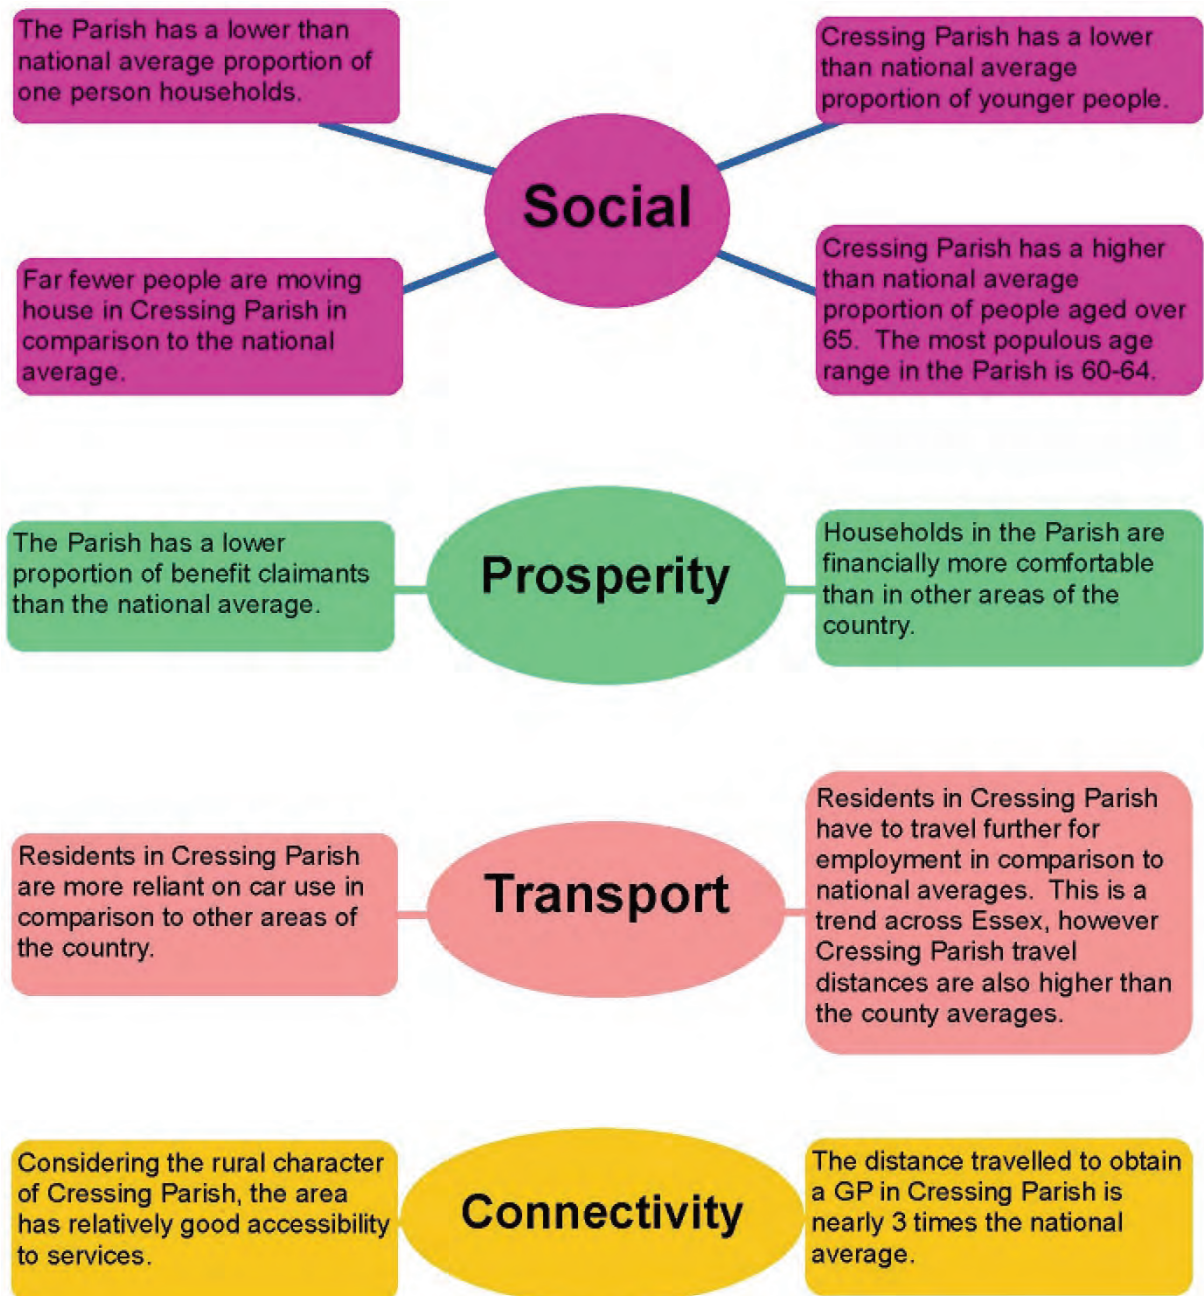 The Parish has a lower than
national average proportion of
one person households.
Cressing Parish has a lower
than national average
proportion of younger people.
Social
Far fewer people are moving
house in Cressing Parish in
comparison to the national
average.
Cressing Parish has a higher
than national average
proportion of people aged over
65. The most populous age
range in the Parish is 60-64.
The Parish has a lower
proportion of benefit claimants
than the national average.
Prosperity
Households in the Parish are
financially more comfortable
than in other areas of the
country.
Residents in Cressing Parish
are more reliant on car use in
comparison to other areas of
the country.
Transport
Residents in Cressing Parish
have to travel further for
employment in comparison to
national averages. This is a
trend across Essex, however
Cressing Parish travel
distances are also higher than
the county averages.
Considering the rural character
of Cressing Parish, the area
has relatively good accessibility
to services.
Connectivity
The distance travelled to obtain
a GP in Cressing Parish is
nearly 3 times the national
average.